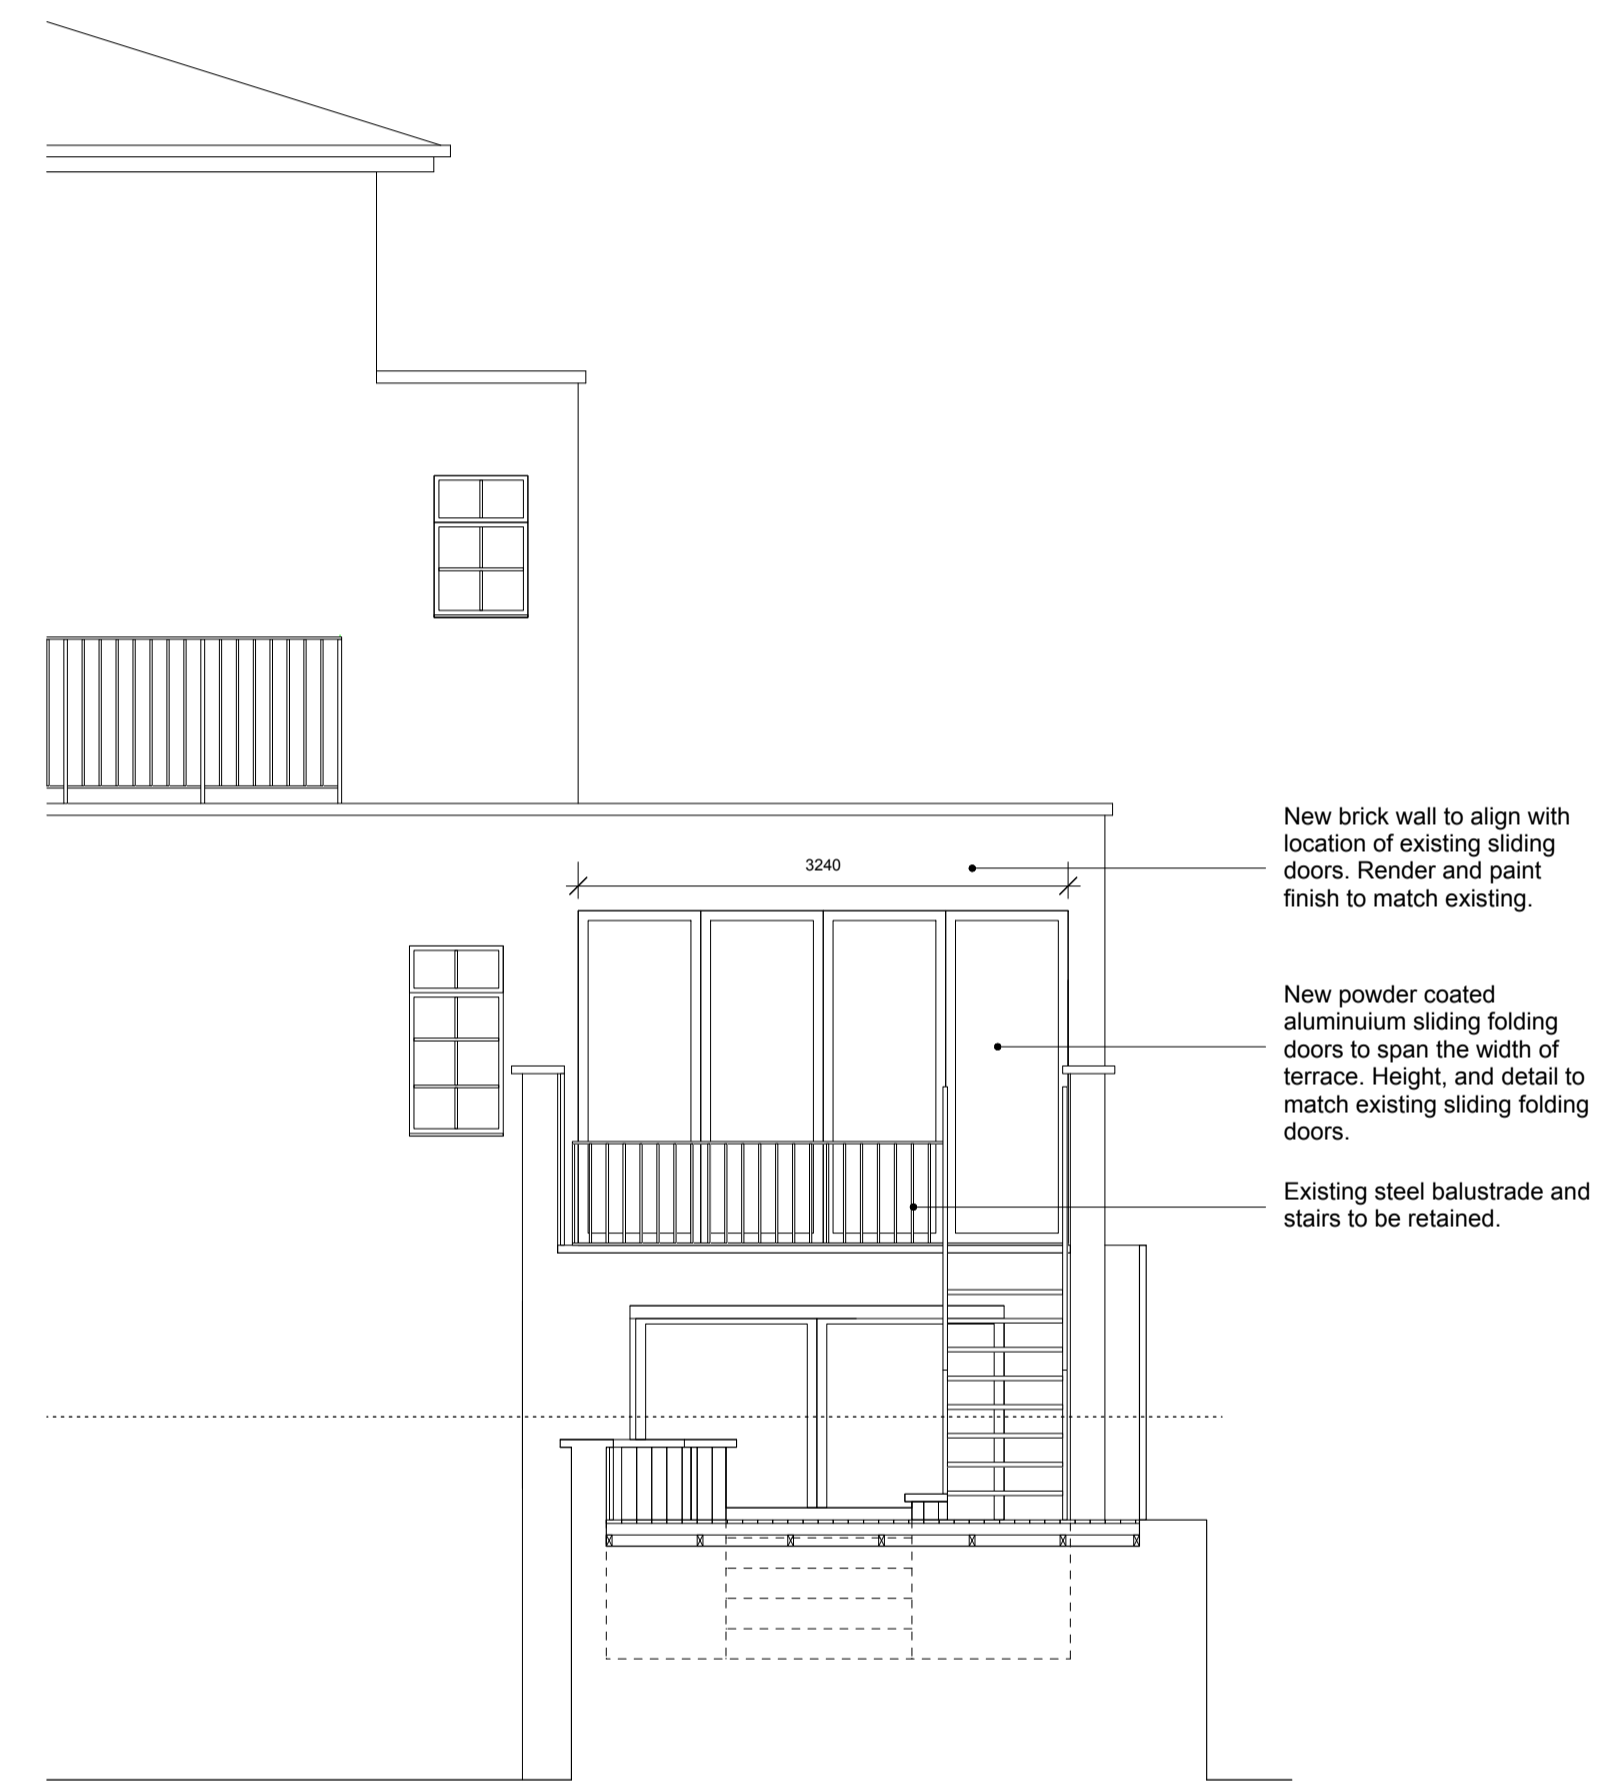 New brick wall to align with
location of existing sliding
doors. Render and paint
finish to match existing.
3240
New powder coated
aluminuium sliding folding
doors to span the width of
terrace. Height, and detail to
match existing sliding folding
doors.
Existing steel balustrade and
stairs to be retained.